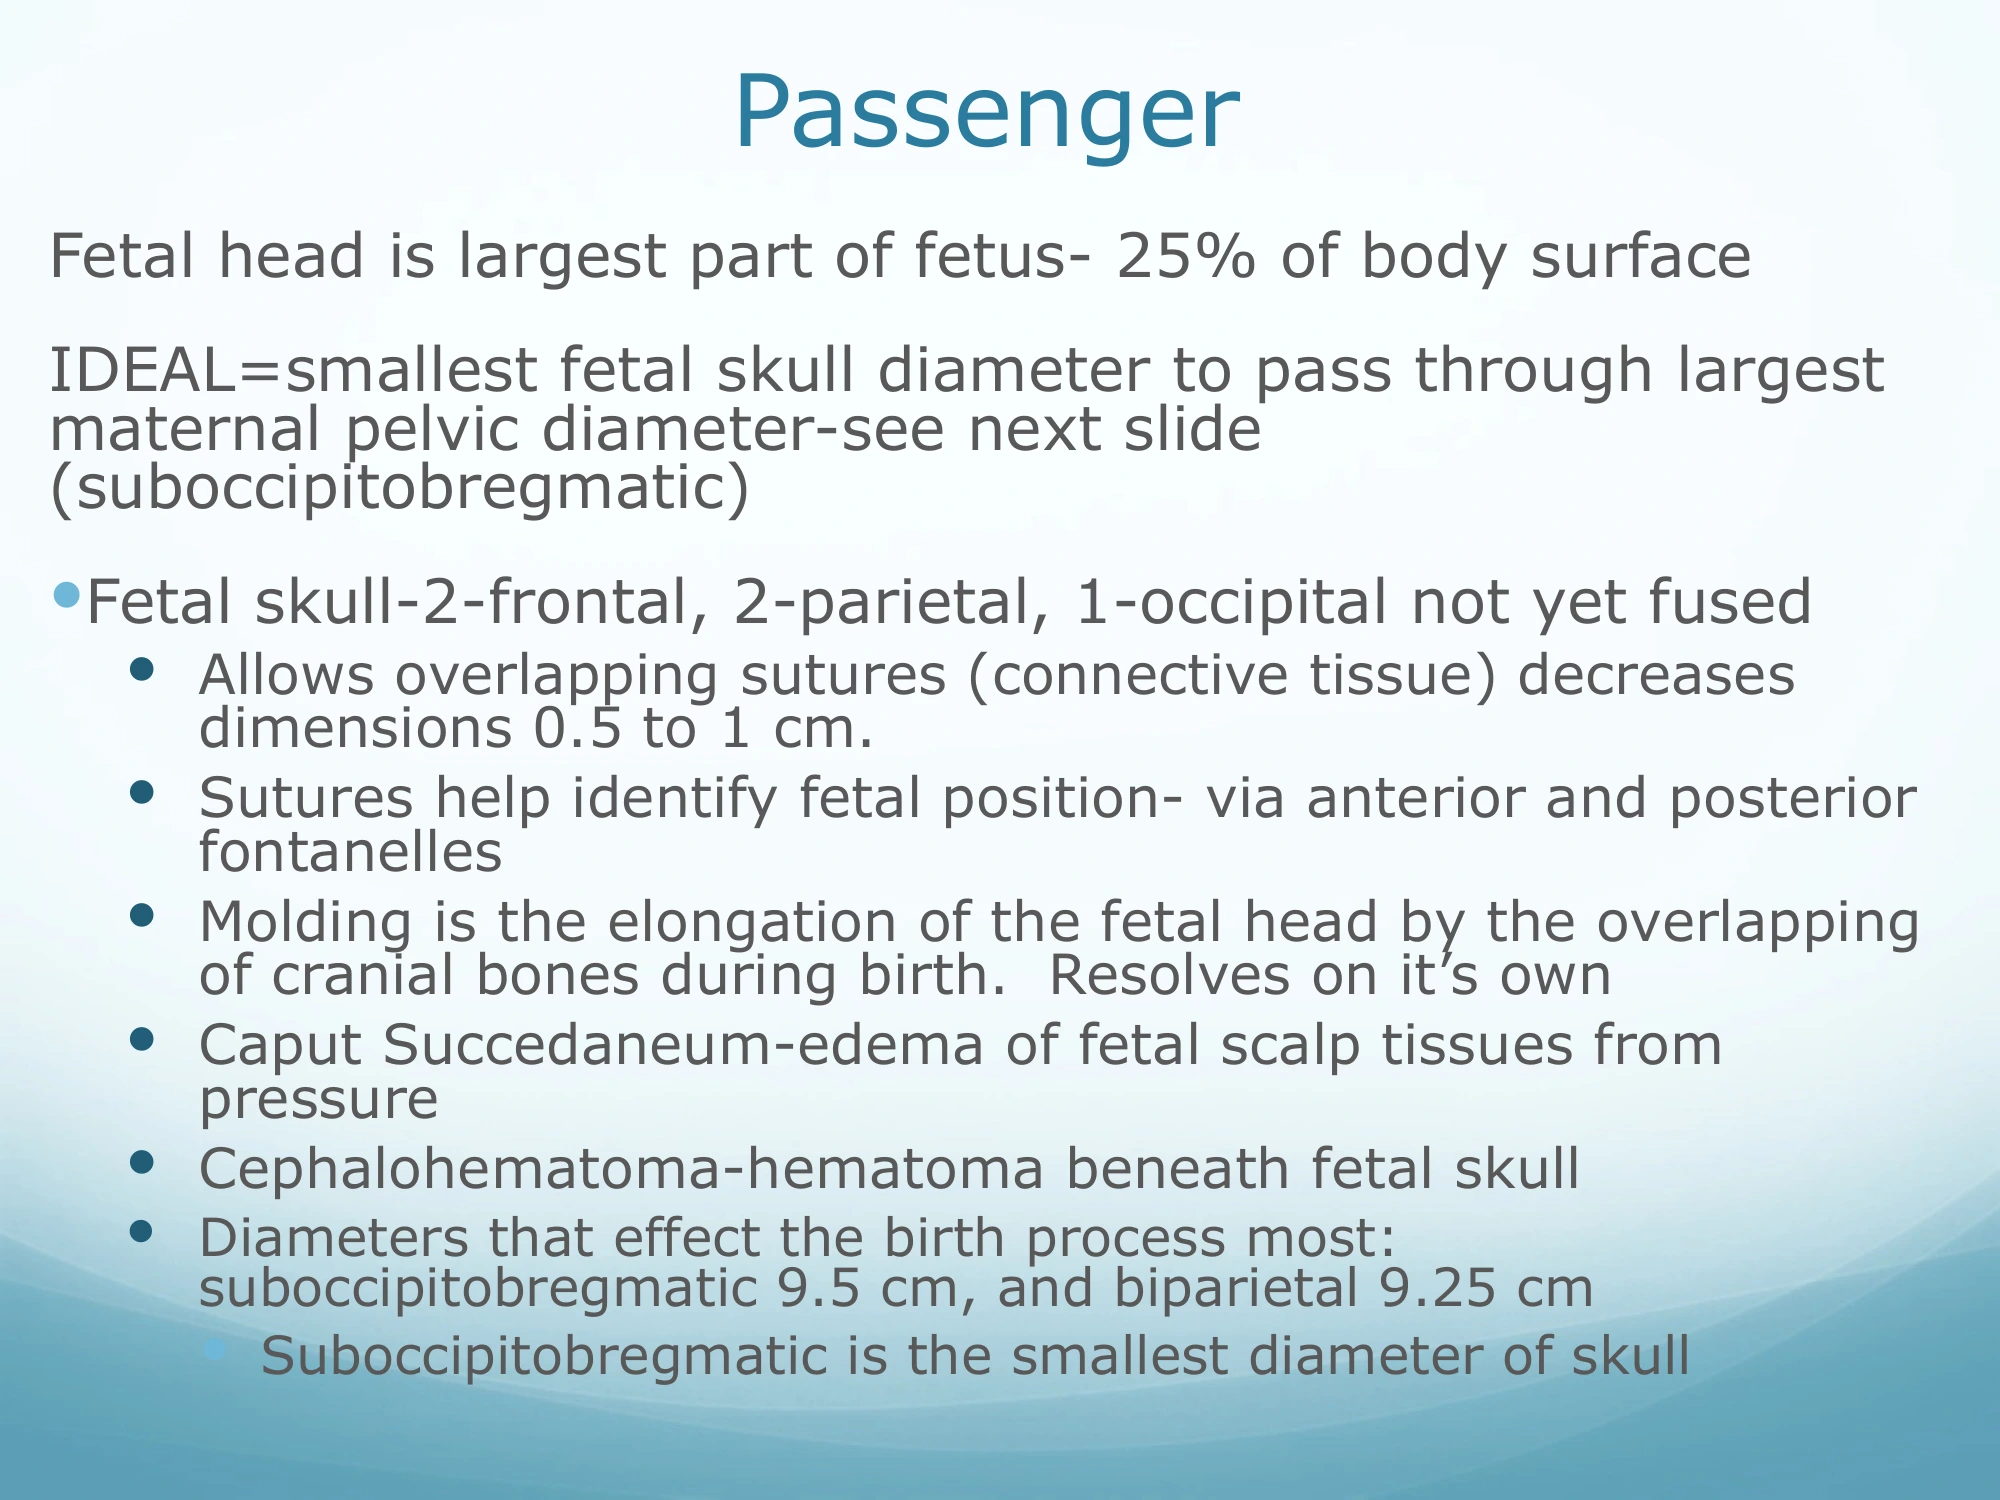 Passenger
Fetal head is largest part of fetus- 25% of body surface
IDEAL=smallest fetal skull diameter to pass through largest
maternal pelvic diameter-see next slide
(suboccipitobregmatic)
•Fetal skull-2-frontal, 2-parietal, 1-occipital not yet fused
• Allows overlapping sutures (connective tissue) decreases
dimensions 0.5 to 1 cm.
• Sutures help identify fetal position- via anterior and posterior
fontanelles
• Molding is the elongation of the fetal head by the overlapping
of cranial bones during birth.  Resolves on it’s own
• Caput Succedaneum-edema of fetal scalp tissues from
pressure
• Cephalohematoma-hematoma beneath fetal skull
• Diameters that effect the birth process most:
suboccipitobregmatic 9.5 cm, and biparietal 9.25 cm
• Suboccipitobregmatic is the smallest diameter of skull